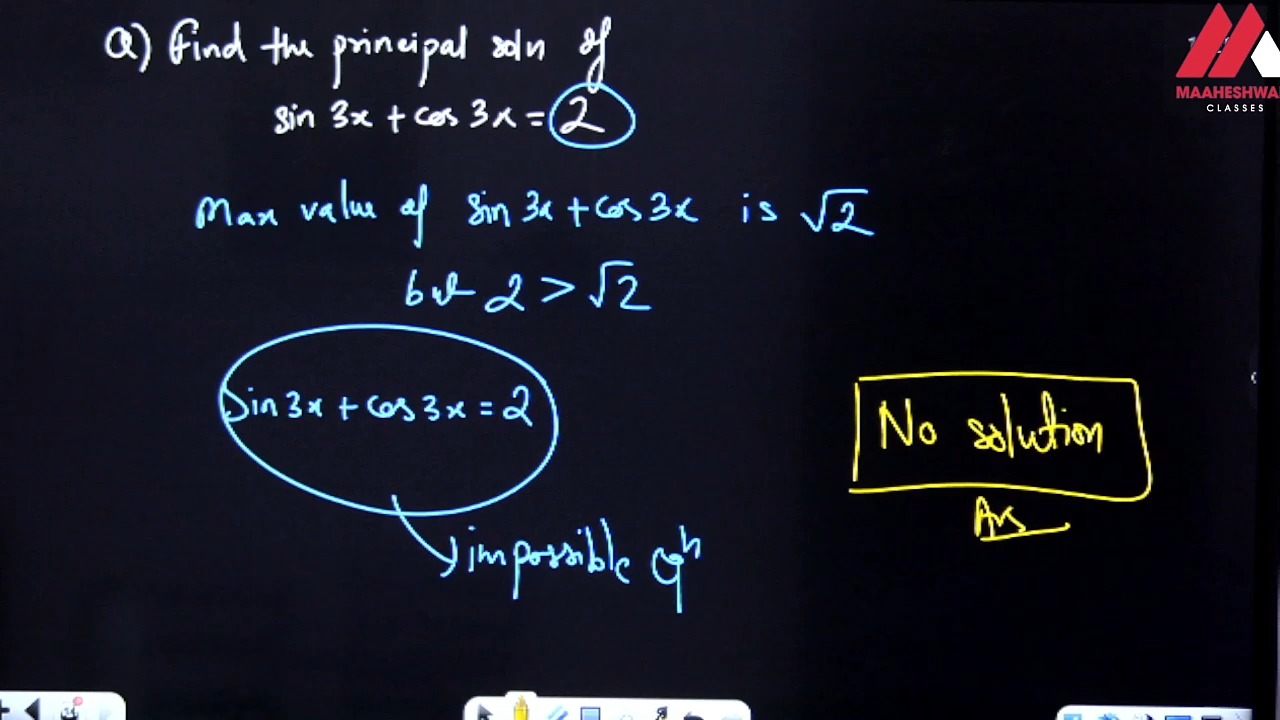 Q) Find the principal soln of
sin 3x + cos 3x = 2
Max value of sin 3x + cos 3x is √2
but 2 > √2
sin 3x + cos 3x = 2
impossible eqⁿ
No solution
Ans
MAAHESHWA
CLASSES